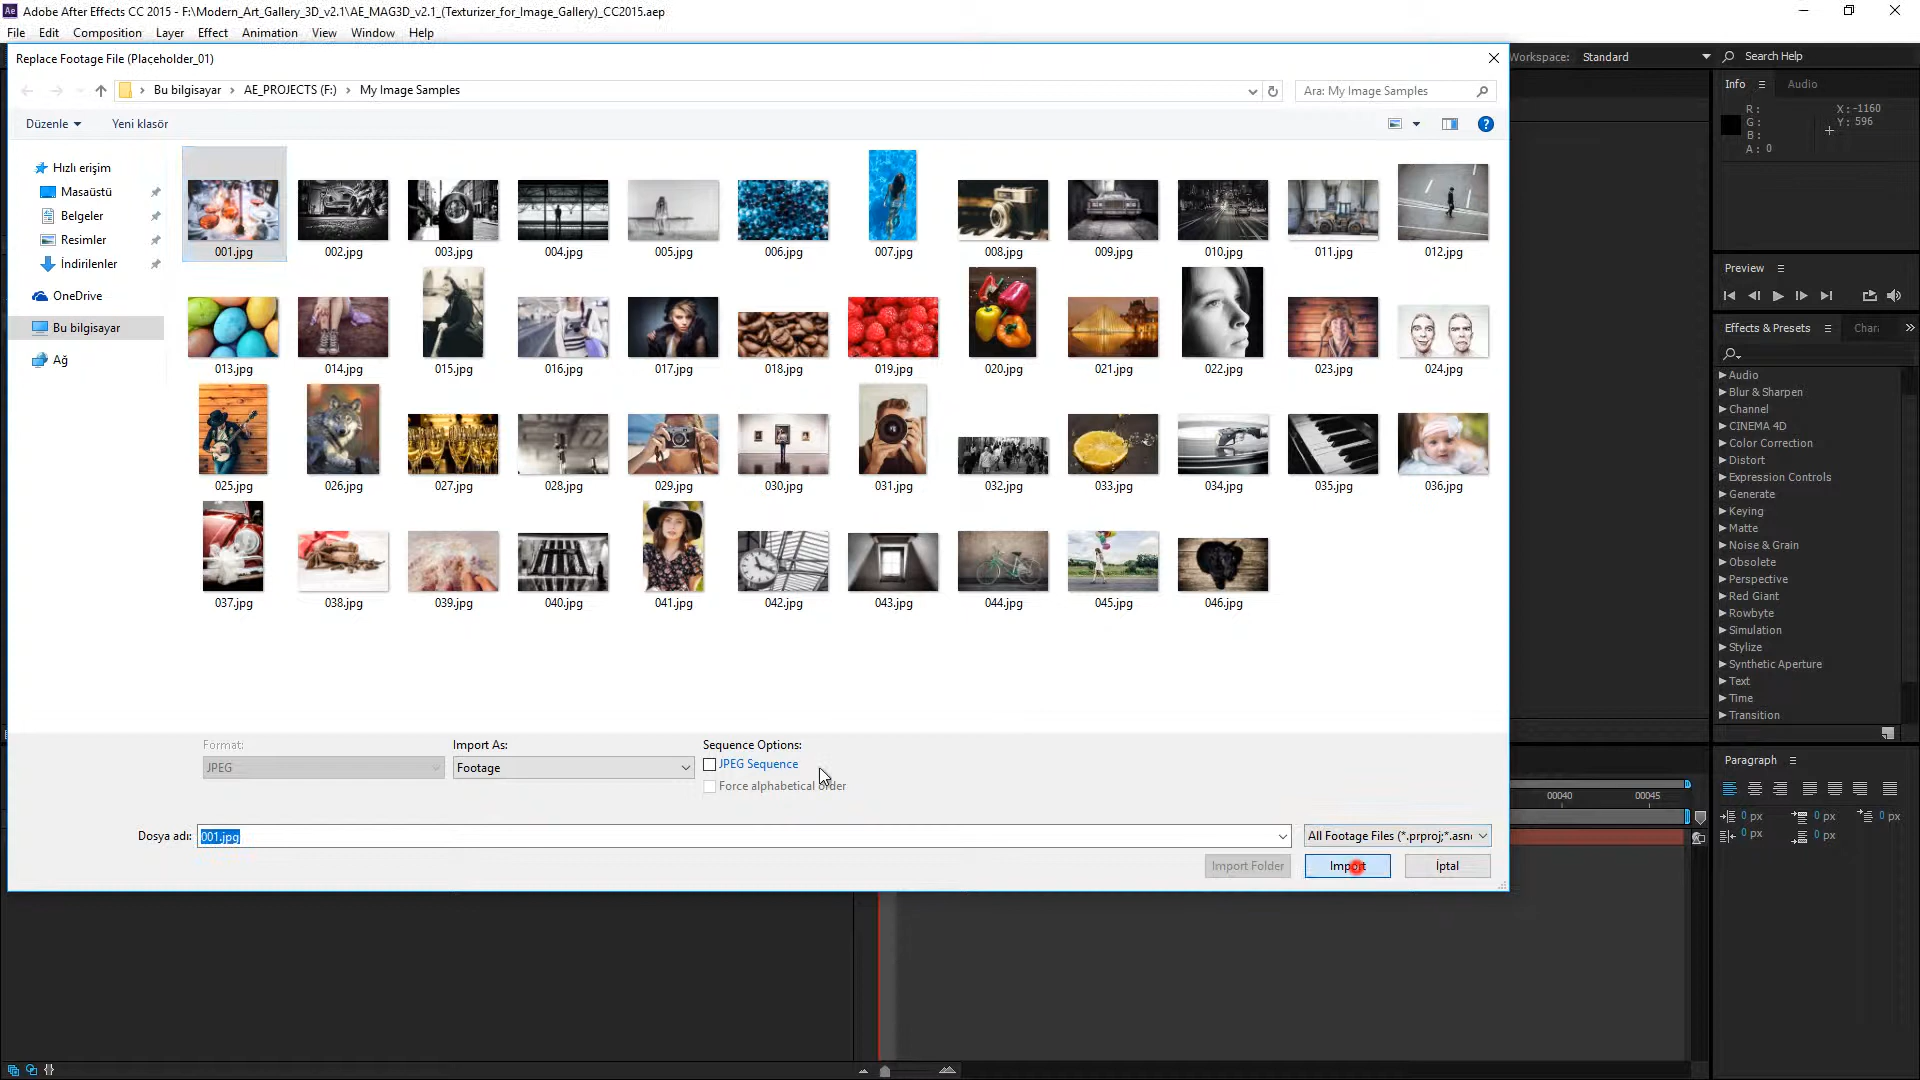 Adobe After Effects CC 2015 - F:\Modern_Art_Gallery_3D_v2.1\AE_MAG3D_v2.1_(Texturizer_for_Image_Gallery)_CC2015.aep
File Edit Composition Layer Effect Animation View Window Help
Replace Footage File (Placeholder_01)
Workspace: Standard Search Help
Bu bilgisayar AE_PROJECTS (F:) My Image Samples
Ara: My Image Samples
Info Audio
R: X: -1160
G: Y: 596
B:
A: 0
Düzenle Yeni klasör
Hızlı erişim
Masaüstü
Belgeler
Resimler
İndirilenler
OneDrive
Bu bilgisayar
Ağ
001.jpg 002.jpg 003.jpg 004.jpg 005.jpg 006.jpg 007.jpg 008.jpg 009.jpg 010.jpg 011.jpg 012.jpg
013.jpg 014.jpg 015.jpg 016.jpg 017.jpg 018.jpg 019.jpg 020.jpg 021.jpg 022.jpg 023.jpg 024.jpg
025.jpg 026.jpg 027.jpg 028.jpg 029.jpg 030.jpg 031.jpg 032.jpg 033.jpg 034.jpg 035.jpg 036.jpg
037.jpg 038.jpg 039.jpg 040.jpg 041.jpg 042.jpg 043.jpg 044.jpg 045.jpg 046.jpg
Preview
Effects & Presets
Audio
Blur & Sharpen
Channel
CINEMA 4D
Color Correction
Distort
Expression Controls
Generate
Keying
Matte
Noise & Grain
Obsolete
Perspective
Red Giant
Rowbyte
Simulation
Stylize
Synthetic Aperture
Text
Time
Transition
Format: Import As: Sequence Options:
JPEG Footage JPEG Sequence
Force alphabetical order
Dosya adı: 001.jpg All Footage Files (*.prproj;*.asn
Import Folder Import İptal
00040 00045
Paragraph
0 px 0 px 0 px
0 px 0 px